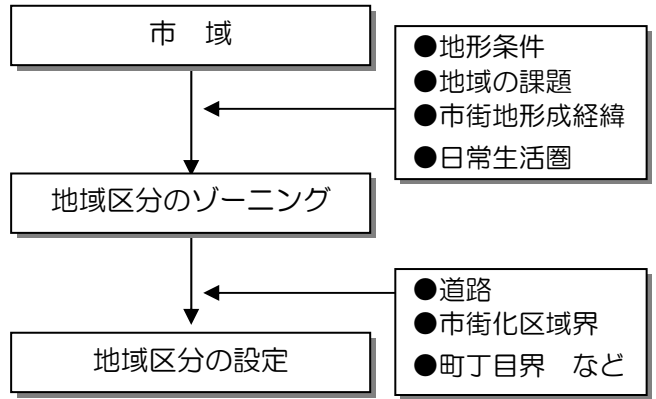 市　域
●地形条件
●地域の課題
●市街地形成経緯
●日常生活圏
地域区分のゾーニング
●道路
●市街化区域界
●町丁目界　など
地域区分の設定